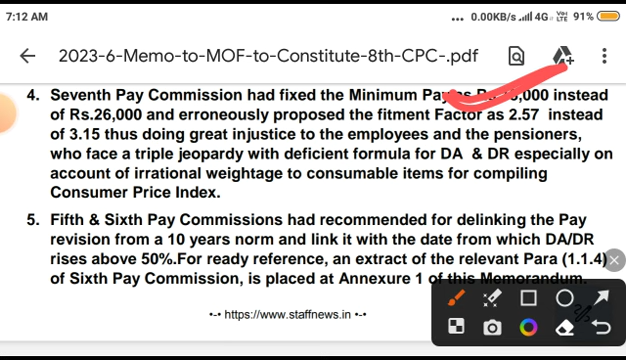 7:12 AM ... 0.00KB/s 4G Vo) LTE 91%
2023-6-Memo-to-MOF-to-Constitute-8th-CPC-.pdf
4. Seventh Pay Commission had fixed the Minimum Pay as ,000 instead
of Rs.26,000 and erroneously proposed the fitment Factor as 2.57 instead
of 3.15 thus doing great injustice to the employees and the pensioners,
who face a triple jeopardy with deficient formula for DA & DR especially on
account of irrational weightage to consumable items for compiling
Consumer Price Index.
5. Fifth & Sixth Pay Commissions had recommended for delinking the Pay
revision from a 10 years norm and link it with the date from which DA/DR
rises above 50%.For ready reference, an extract of the relevant Para (1.1.4)
of Sixth Pay Commission, is placed at Annexure 1 of this Memorandum.
•-• https://www.staffnews.in •-•